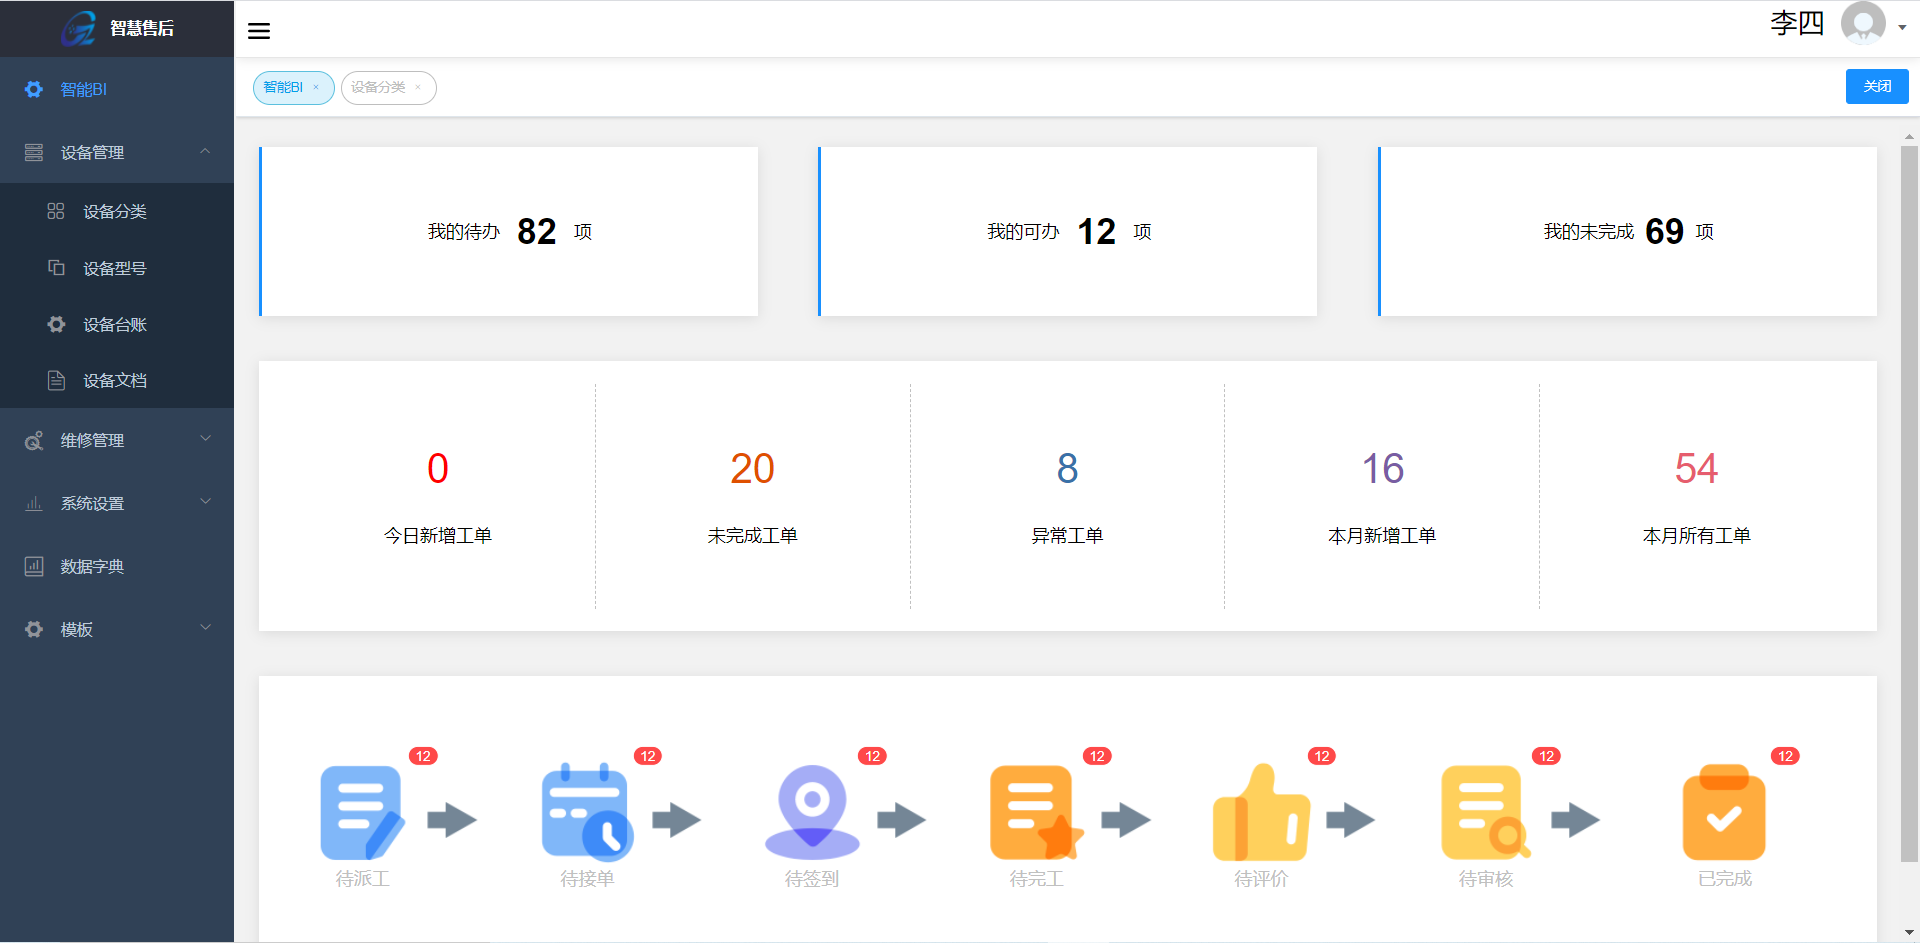 智慧售后
李四
智能BI ×
设备分类 ×
关闭
智能BI
设备管理
设备分类
设备型号
设备台账
设备文档
维修管理
系统设置
数据字典
模板
我的待办 82 项
我的可办 12 项
我的未完成 69 项
0
今日新增工单
20
未完成工单
8
异常工单
16
本月新增工单
54
本月所有工单
12
待派工
12
待接单
12
待签到
12
待完工
12
待评价
12
待审核
12
已完成